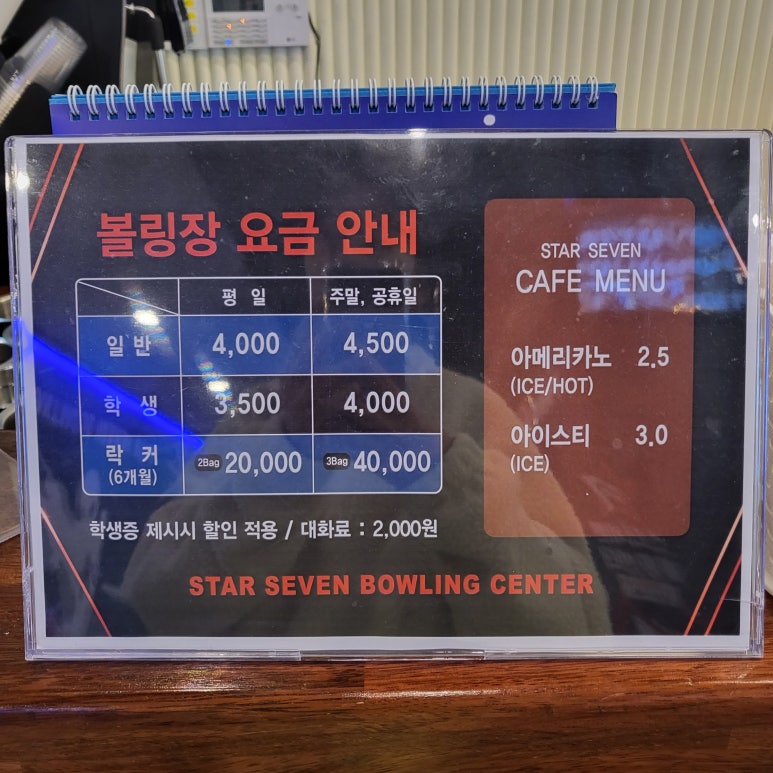 볼링장 요금 안내
평 일 주말, 공휴일
일 반 4,000 4,500
학 생 3,500 4,000
락 커 2Bag 20,000 3Bag 40,000
(6개월)
학생증 제시시 할인 적용 / 대화료 : 2,000원
STAR SEVEN
CAFE MENU
아메리카노 2.5
(ICE/HOT)
아이스티 3.0
(ICE)
STAR SEVEN BOWLING CENTER